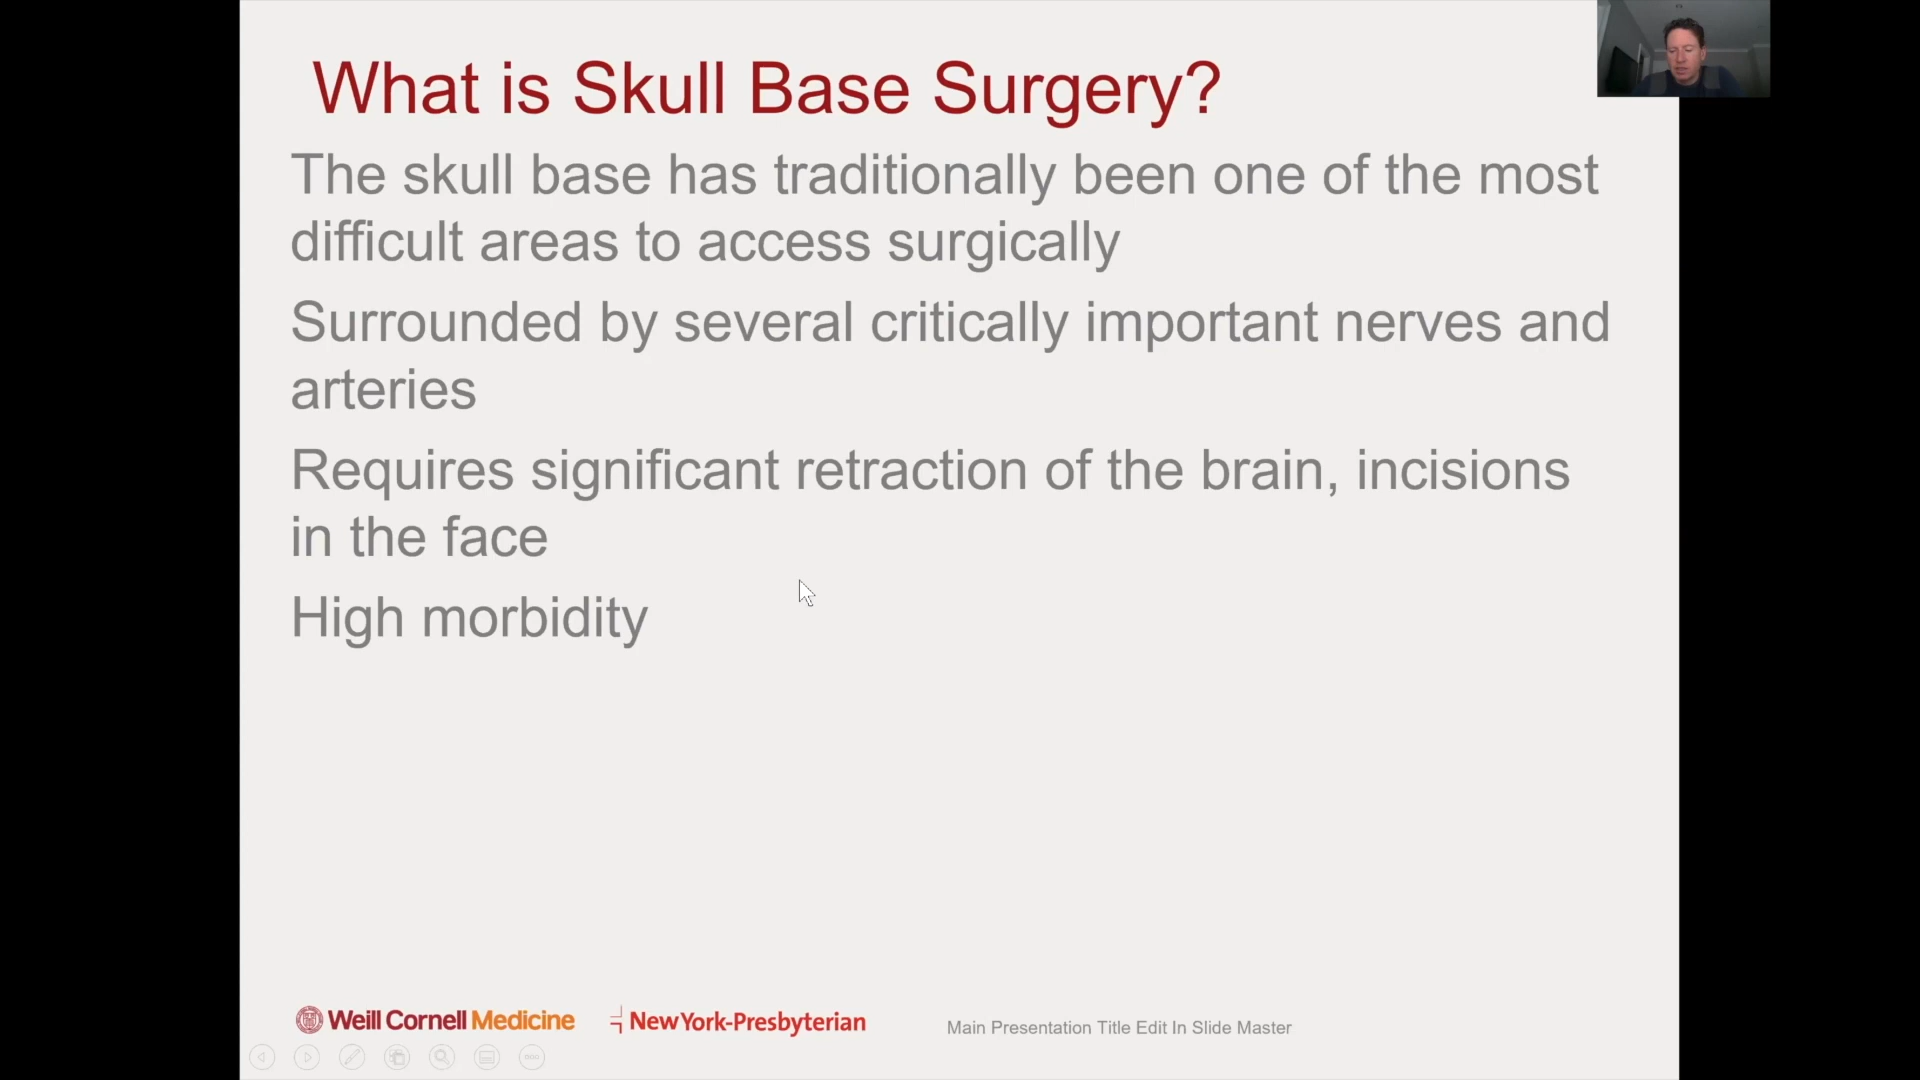 What is Skull Base Surgery?
The skull base has traditionally been one of the most
difficult areas to access surgically
Surrounded by several critically important nerves and
arteries
Requires significant retraction of the brain, incisions
in the face
High morbidity
Weill Cornell Medicine
NewYork-Presbyterian
Main Presentation Title Edit In Slide Master